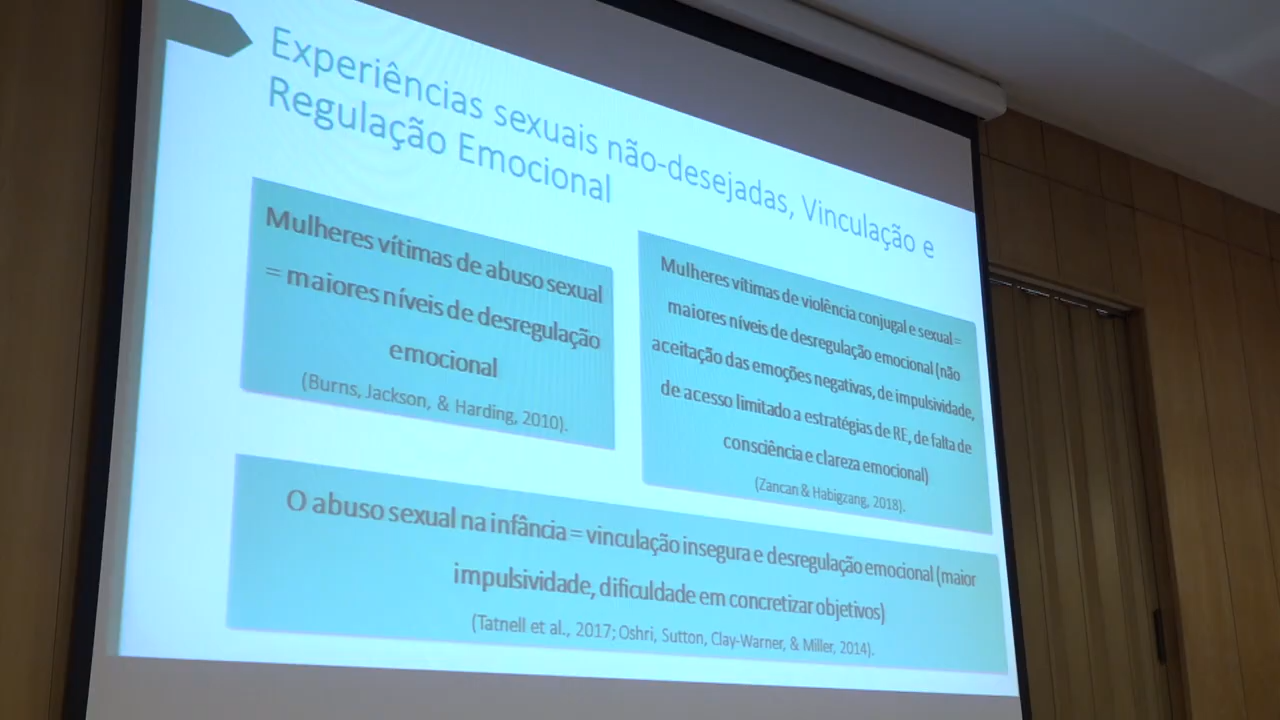 Experiências sexuais não-desejadas, Vinculação e
Regulação Emocional
Mulheres vítimas de abuso sexual
= maiores níveis de desregulação
emocional
(Burns, Jackson, & Harding, 2010).
Mulheres vítimas de violência conjugal e sexual =
maiores níveis de desregulação emocional (não
aceitação das emoções negativas, de impulsividade,
de acesso limitado a estratégias de RE, de falta de
consciência e clareza emocional)
(Zancan & Habigzang, 2018).
O abuso sexual na infância = vinculação insegura e desregulação emocional (maior
impulsividade, dificuldade em concretizar objetivos)
(Tatnell et al., 2017; Oshri, Sutton, Clay-Warner, & Miller, 2014).